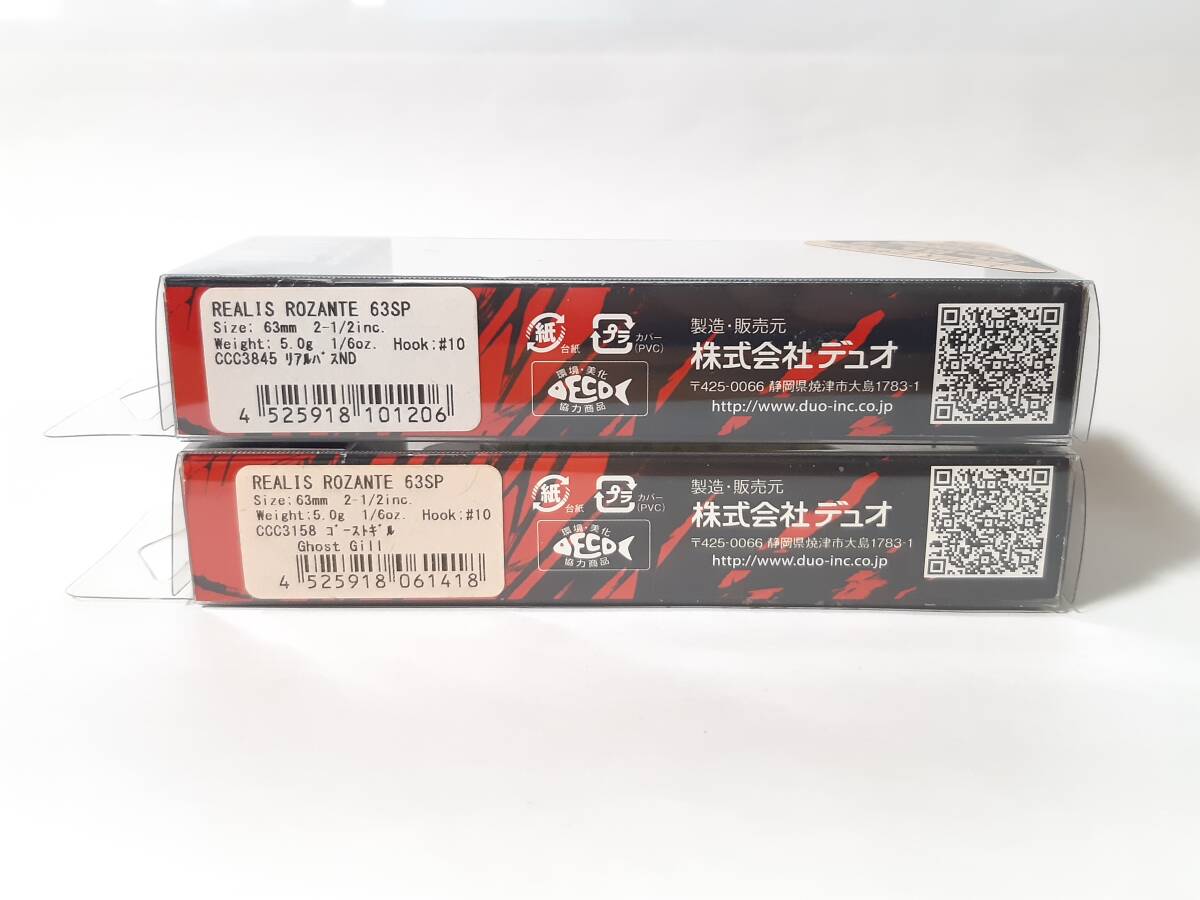 REALIS ROZANTE 63SP
Size: 63mm 2-1/2inc.
Weight: 5.0g 1/6oz. Hook:#10
CCC3845 ﾘｱﾙﾊﾞｽND
4 525918 101206
紙
台紙
プラ
カバー
(PVC)
環境・美化
ECO
協力商品
製造・販売元
株式会社デュオ
〒425-0066 静岡県焼津市大島1783-1
http://www.duo-inc.co.jp
REALIS ROZANTE 63SP
Size:63mm 2-1/2inc.
Weight:5.0g 1/6oz. Hook:#10
CCC3158 ｺﾞｰｽﾄｷﾞﾙ
Ghost Gill
4 525918 061418
紙
台紙
プラ
カバー
(PVC)
環境・美化
ECO
協力商品
製造・販売元
株式会社デュオ
〒425-0066 静岡県焼津市大島1783-1
http://www.duo-inc.co.jp